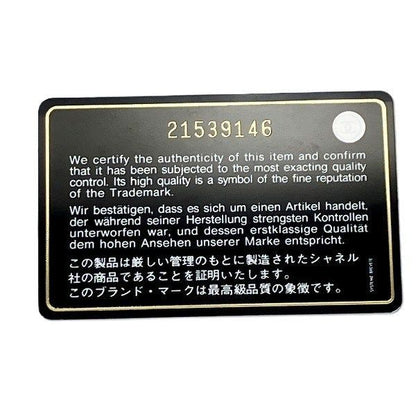 21539146
We certify the authenticity of this item and confirm
that it has been subjected to the most exacting quality
control. Its high quality is a symbol of the fine reputation
of the Trademark.
Wir bestätigen, dass es sich um einen Artikel handelt,
der während seiner Herstellung strengsten Kontrollen
unterworfen war, und dessen erstklassige Qualität
dem hohen Ansehen unserer Marke entspricht.
この製品は厳しい管理のもとに製造されたシャネル
社の商品であることを証明いたします。
このブランド・マークは最高級品質の象徴です。